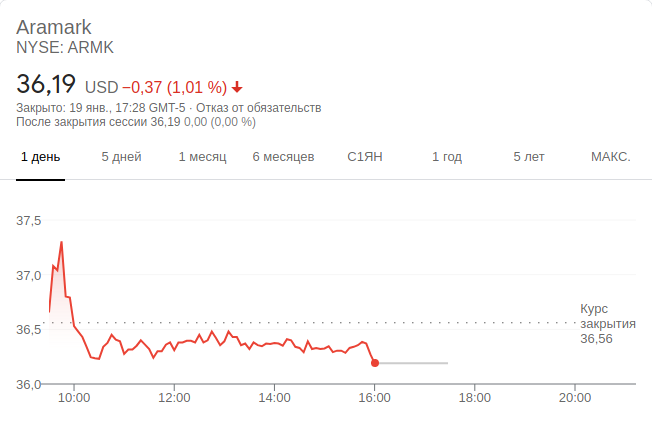 Aramark
NYSE: ARMK
36,19 USD −0,37 (1,01 %)
Закрыто: 19 янв., 17:28 GMT-5 · Отказ от обязательств
После закрытия сессии 36,19 0,00 (0,00 %)
1 день 5 дней 1 месяц 6 месяцев С1ЯН 1 год 5 лет МАКС.
37,5
37,0
36,5
36,0
Курс
закрытия
36,56
10:00 12:00 14:00 16:00 18:00 20:00